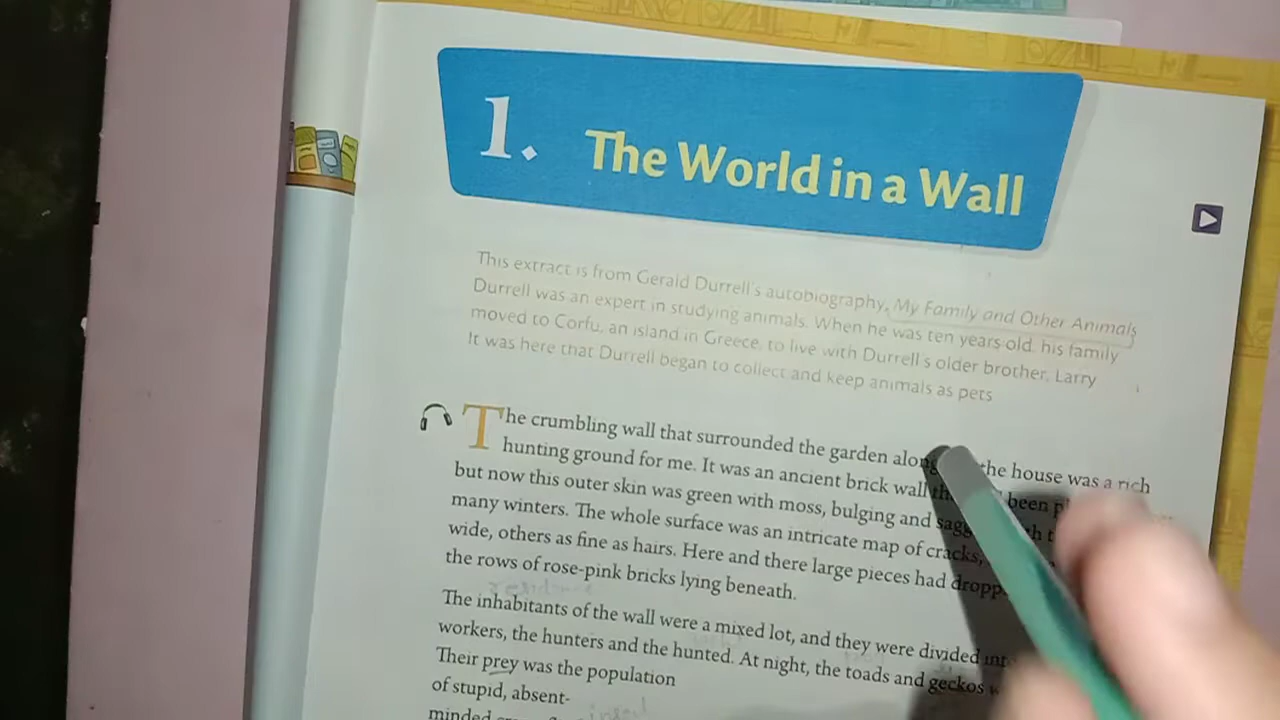 1. The World in a Wall
This extract is from Gerald Durrell's autobiography, My Family and Other Animals
Durrell was an expert in studying animals. When he was ten years old, his family
moved to Corfu, an island in Greece, to live with Durrell's older brother, Larry
It was here that Durrell began to collect and keep animals as pets
The crumbling wall that surrounded the garden the house was a rich
hunting ground for me. It was an ancient brick wall been
but now this outer skin was green with moss, bulging and
many winters. The whole surface was an intricate map of cracks,
wide, others as fine as hairs. Here and there large pieces had
the rows of rose-pink bricks lying beneath.
The inhabitants of the wall were a mixed lot, and they were divided
workers, the hunters and the hunted. At night, the toads and geckos
Their prey was the population
of stupid, absent-
minded